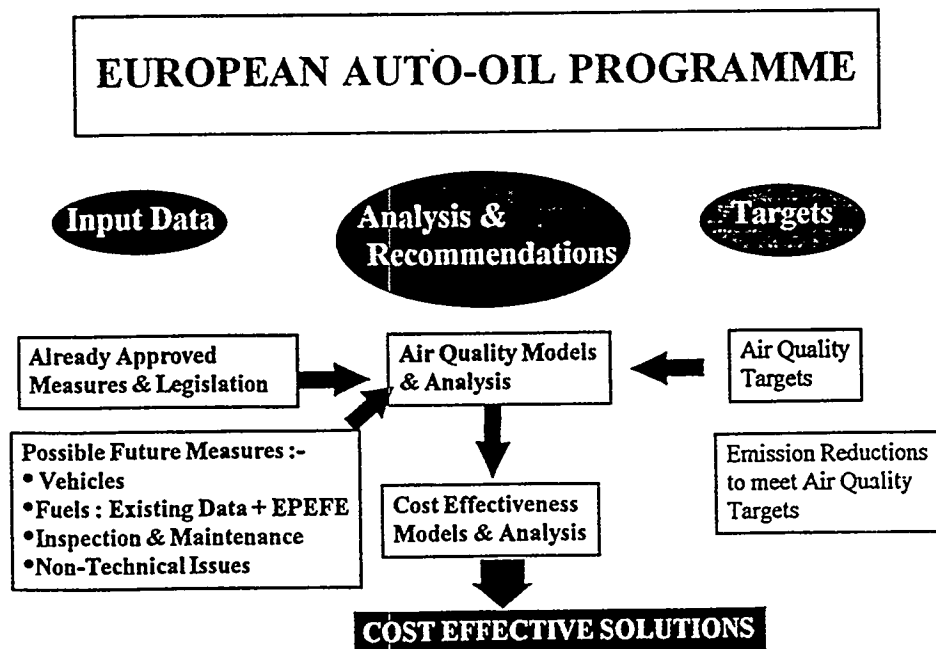 EUROPEAN AUTO-OIL PROGRAMME
Input Data
Analysis &
Recommendations
Targets
Already Approved
Measures & Legislation
Air Quality Models
& Analysis
Air Quality
Targets
Possible Future Measures :-
• Vehicles
• Fuels : Existing Data + EPEFE
• Inspection & Maintenance
• Non-Technical Issues
Cost Effectiveness
Models & Analysis
Emission Reductions
to meet Air Quality
Targets
COST EFFECTIVE SOLUTIONS